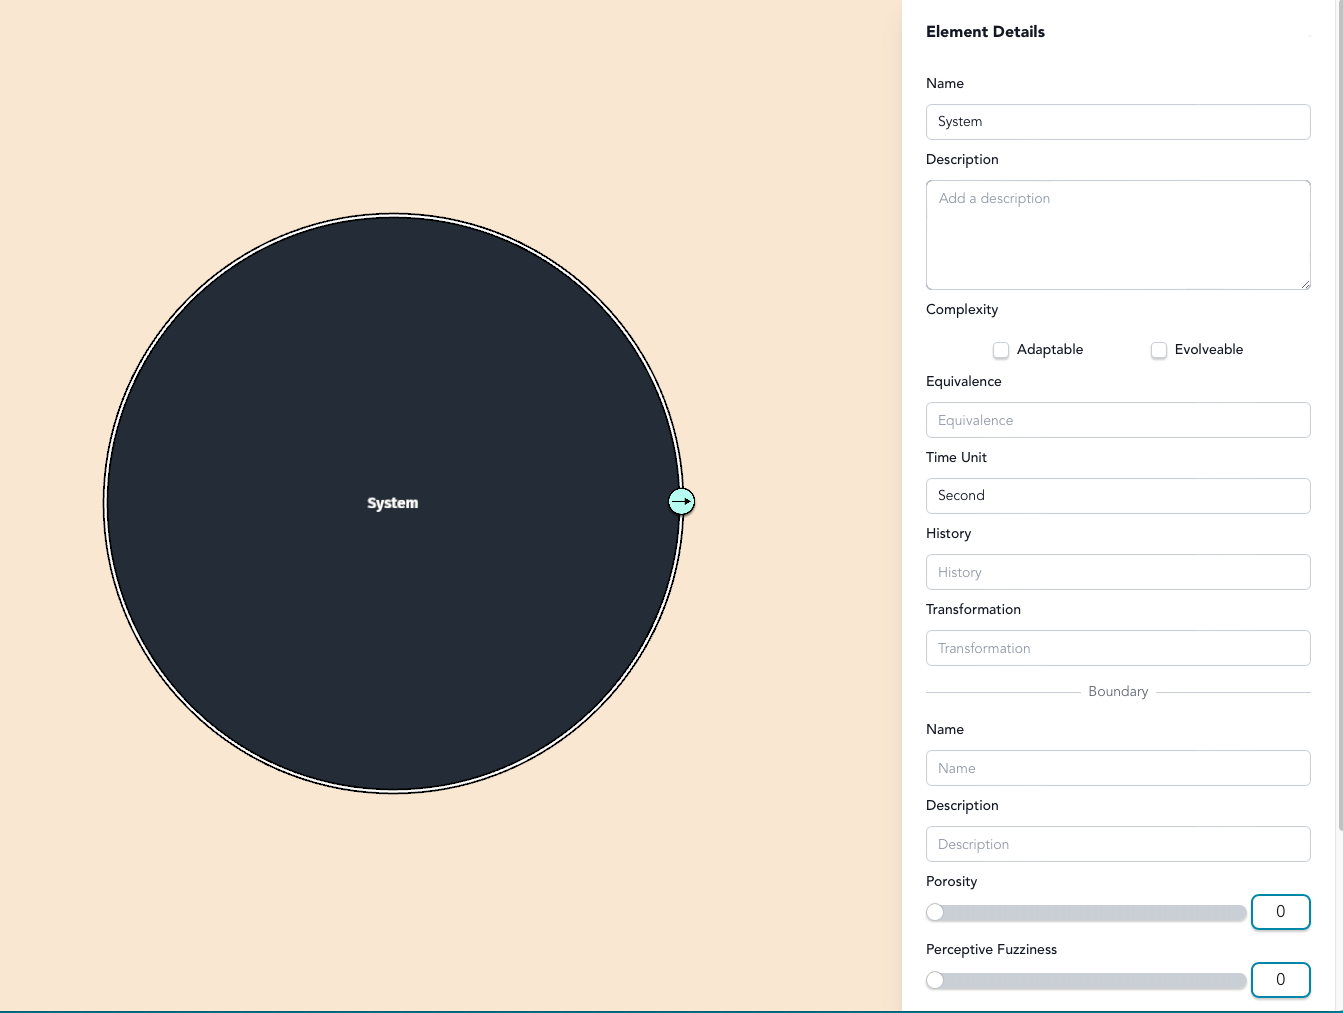 System
Element Details
Name
System
Description
Add a description
Complexity
Adaptable
Evolveable
Equivalence
Equivalence
Time Unit
Second
History
History
Transformation
Transformation
Boundary
Name
Name
Description
Description
Porosity
0
Perceptive Fuzziness
0